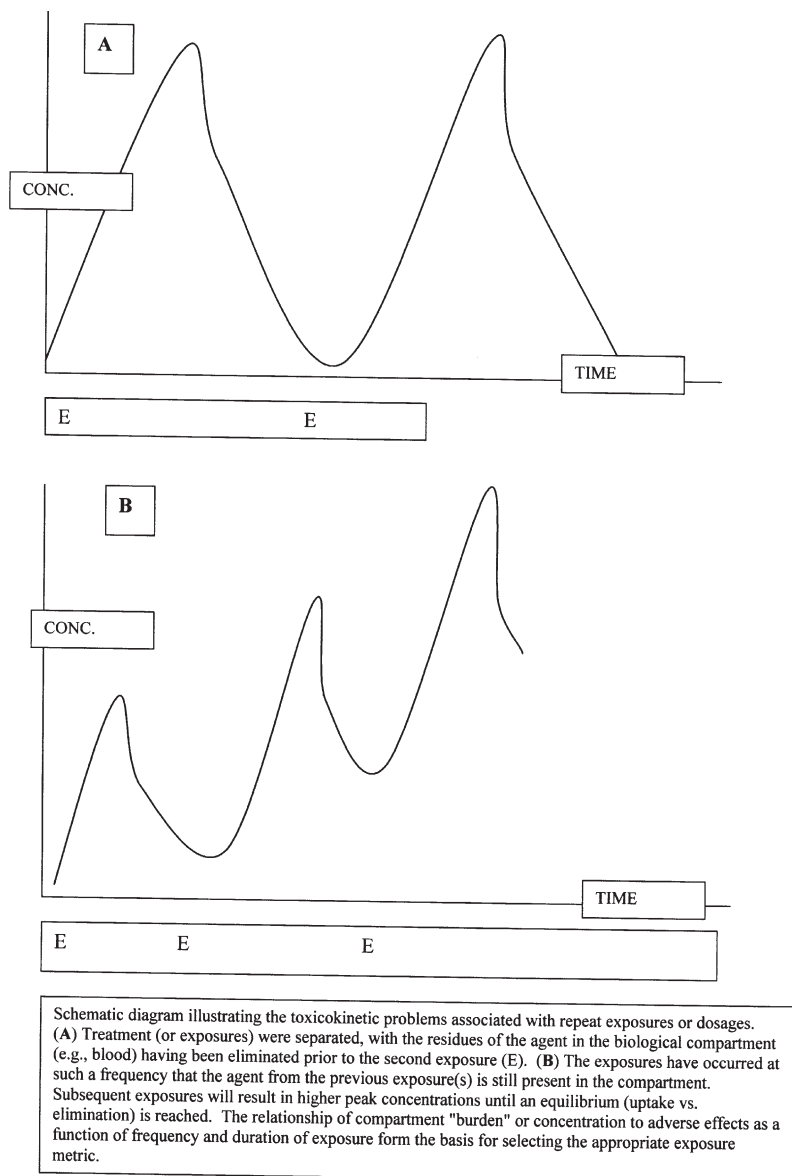 A
CONC.
TIME
E E
B
CONC.
TIME
E E E
Schematic diagram illustrating the toxicokinetic problems associated with repeat exposures or dosages.
(A) Treatment (or exposures) were separated, with the residues of the agent in the biological compartment
(e.g., blood) having been eliminated prior to the second exposure (E). (B) The exposures have occurred at
such a frequency that the agent from the previous exposure(s) is still present in the compartment.
Subsequent exposures will result in higher peak concentrations until an equilibrium (uptake vs.
elimination) is reached. The relationship of compartment "burden" or concentration to adverse effects as a
function of frequency and duration of exposure form the basis for selecting the appropriate exposure
metric.